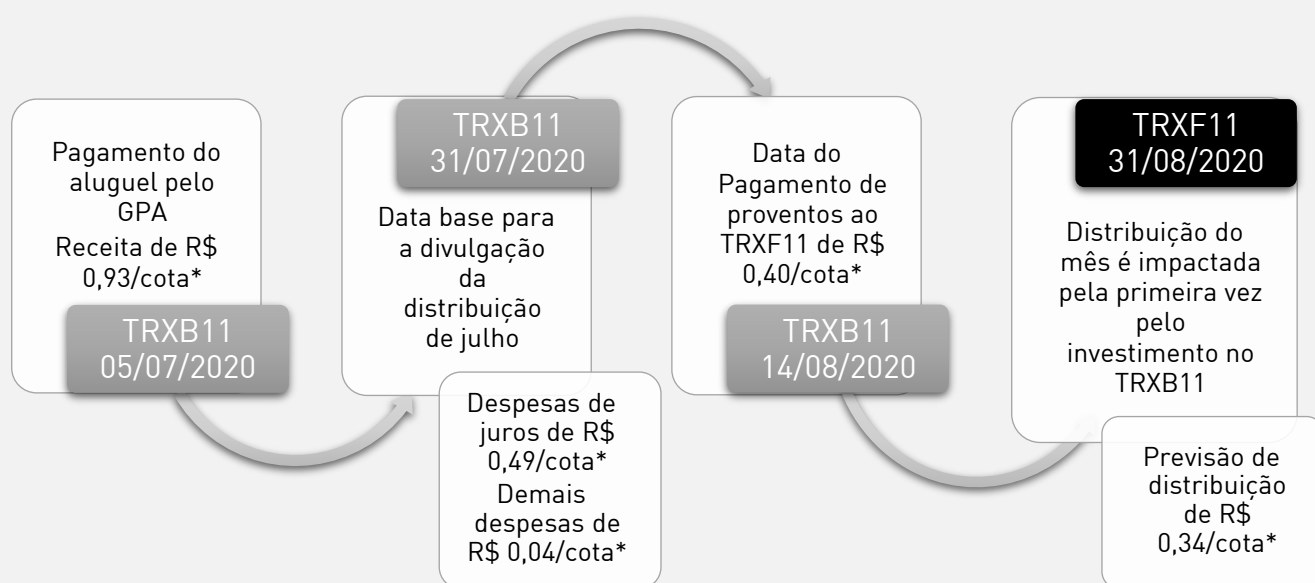 Pagamento do
aluguel pelo
GPA
Receita de R$
0,93/cota*
TRXB11
05/07/2020
TRXB11
31/07/2020
Data base para
a divulgação
da
distribuição
de julho
Despesas de
juros de R$
0,49/cota*
Demais
despesas de
R$ 0,04/cota*
Data do
Pagamento de
proventos ao
TRXF11 de R$
0,40/cota*
TRXB11
14/08/2020
TRXF11
31/08/2020
Distribuição do
mês é impactada
pela primeira vez
pelo
investimento no
TRXB11
Previsão de
distribuição
de R$
0,34/cota*